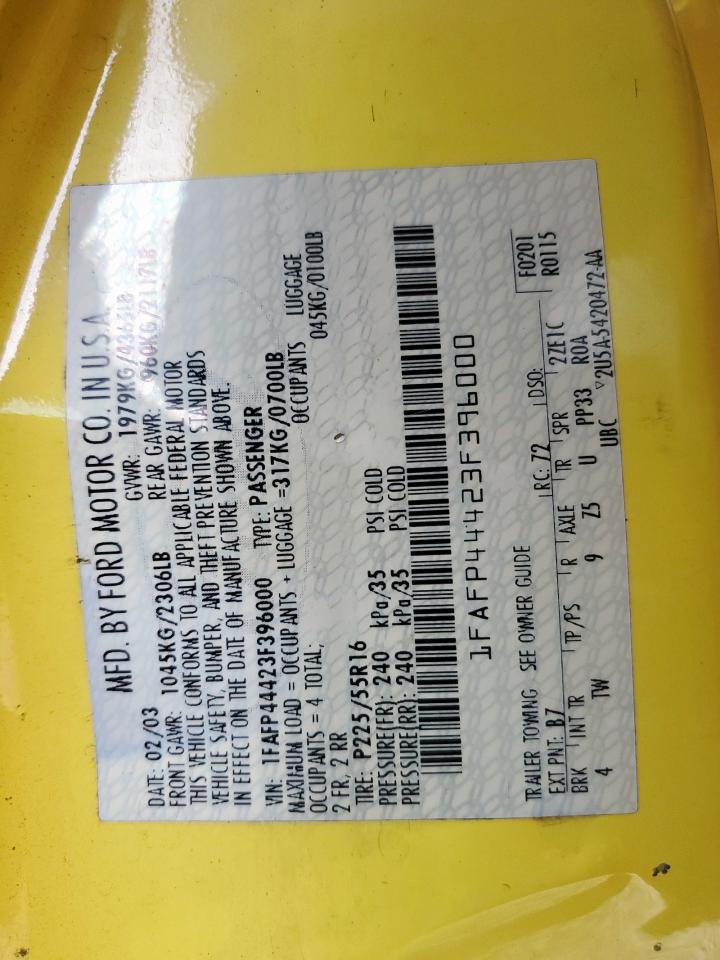 MFD. BY FORD MOTOR CO. IN U.S.A.
DATE: 02/03 GVWR: 1979KG/4363LB
FRONT GAWR: 1045KG/2306LB REAR GAWR: 960KG/2117LB
THIS VEHICLE CONFORMS TO ALL APPLICABLE FEDERAL MOTOR
VEHICLE SAFETY, BUMPER, AND THEFT PREVENTION STANDARDS
IN EFFECT ON THE DATE OF MANUFACTURE SHOWN ABOVE.
VIN: 1FAFP44423F396000 TYPE: PASSENGER
MAXIMUM LOAD = OCCUPANTS + LUGGAGE =317KG/0700LB
OCCUPANTS = 4 TOTAL; OCCUPANTS LUGGAGE
2 FR, 2 RR 045KG/0100LB
TIRE: P225/55R16
PRESSURE(FR): 240 kPa/35 PSI COLD
PRESSURE(RR): 240 kPa/35 PSI COLD
1FAFP44423F396000
TRAILER TOWING SEE OWNER GUIDE
EXT PNT: B7 RC: 72 DSO: F0201
BRK INT TR TP/PS R AXLE TR SPR 2ZE1C R0115
4 TW 9 Z5 U PP33 ROA
UBC ▽2U5A-5420472-AA